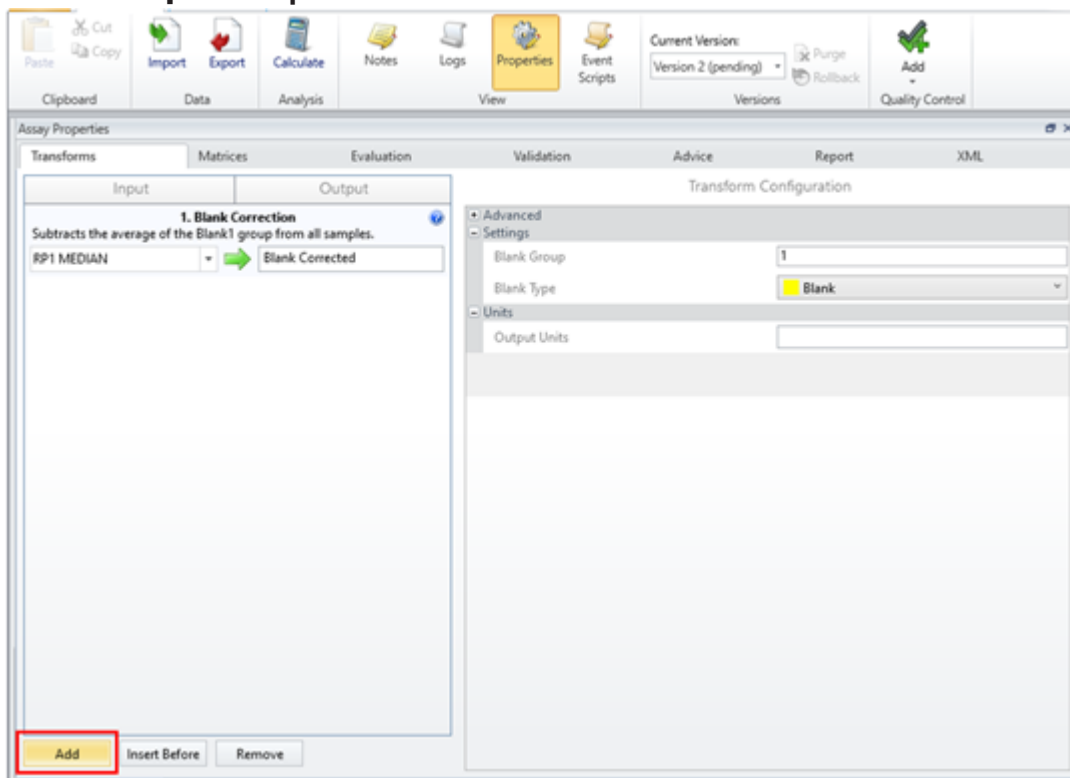 Cut
Copy
Paste
Import
Export
Calculate
Notes
Logs
Properties
Event
Scripts
Current Version:
Version 2 (pending)
Purge
Rollback
Add
Clipboard
Data
Analysis
View
Versions
Quality Control
Assay Properties
Transforms
Matrices
Evaluation
Validation
Advice
Report
XML
Input
Output
Transform Configuration
1. Blank Correction
Subtracts the average of the Blank1 group from all samples.
RP1 MEDIAN
Blank Corrected
Advanced
Settings
Blank Group
1
Blank Type
Blank
Units
Output Units
Add
Insert Before
Remove